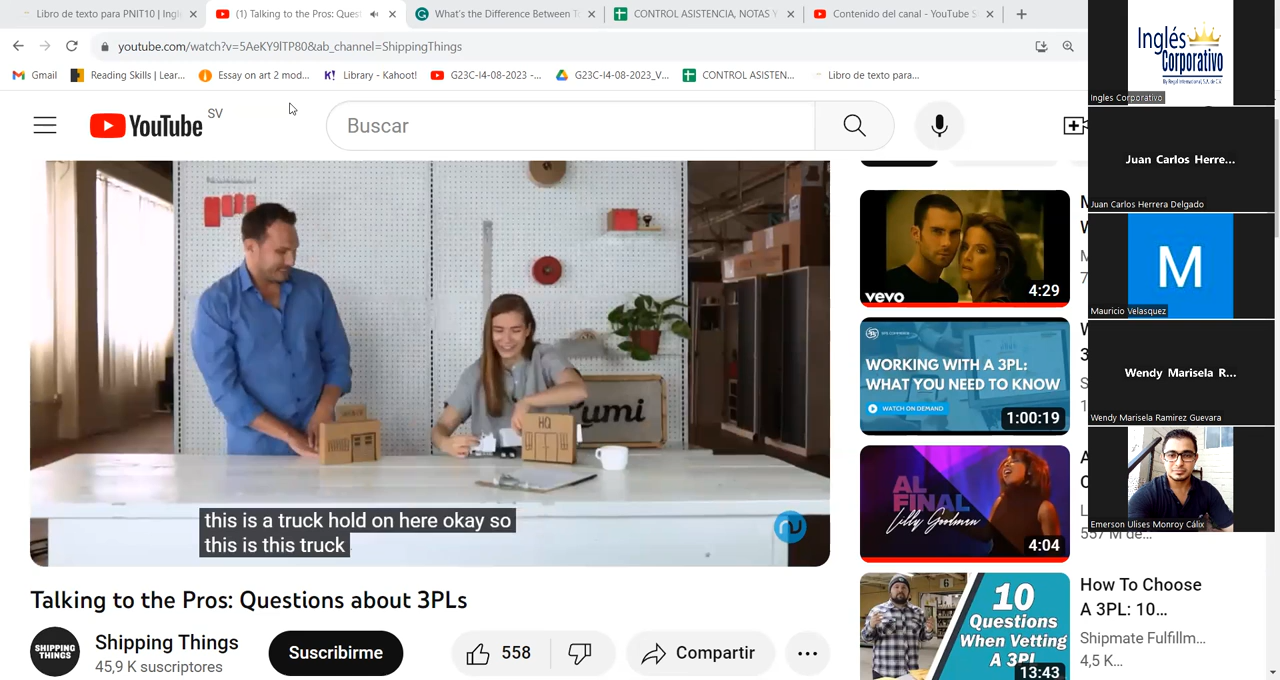 Libro de texto para PNIT10 | Ingl
(1) Talking to the Pros: Quest
What's the Difference Between T
CONTROL ASISTENCIA, NOTAS Y
Contenido del canal - YouTube S
youtube.com/watch?v=5AeKY9lTP80&ab_channel=ShippingThings
Gmail
Reading Skills | Lear...
Essay on art 2 mod...
K!
Library - Kahoot!
G23C-I4-08-2023 -...
G23C-I4-08-2023_V...
CONTROL ASISTEN...
Libro de texto para...
YouTube
SV
Buscar
HQ
this is a truck hold on here okay so
this is this truck
Talking to the Pros: Questions about 3PLs
SHIPPING
THINGS
Shipping Things
45,9 K suscriptores
Suscribirme
558
Compartir
vevo
4:29
WORKING WITH A 3PL:
WHAT YOU NEED TO KNOW
WATCH ON DEMAND
1:00:19
AL
FINAL
Lilly Goodman
4:04
557 M de...
10
Questions
When Vetting
A 3PL
13:43
How To Choose
A 3PL: 10...
Shipmate Fulfillm...
4,5 K...
Inglés
Corporativo
Ingles Corporativo
Juan Carlos Herre...
Juan Carlos Herrera Delgado
M
Mauricio Velasquez
Wendy Marisela R...
Wendy Marisela Ramirez Guevara
Emerson Ulises Monroy Cálix